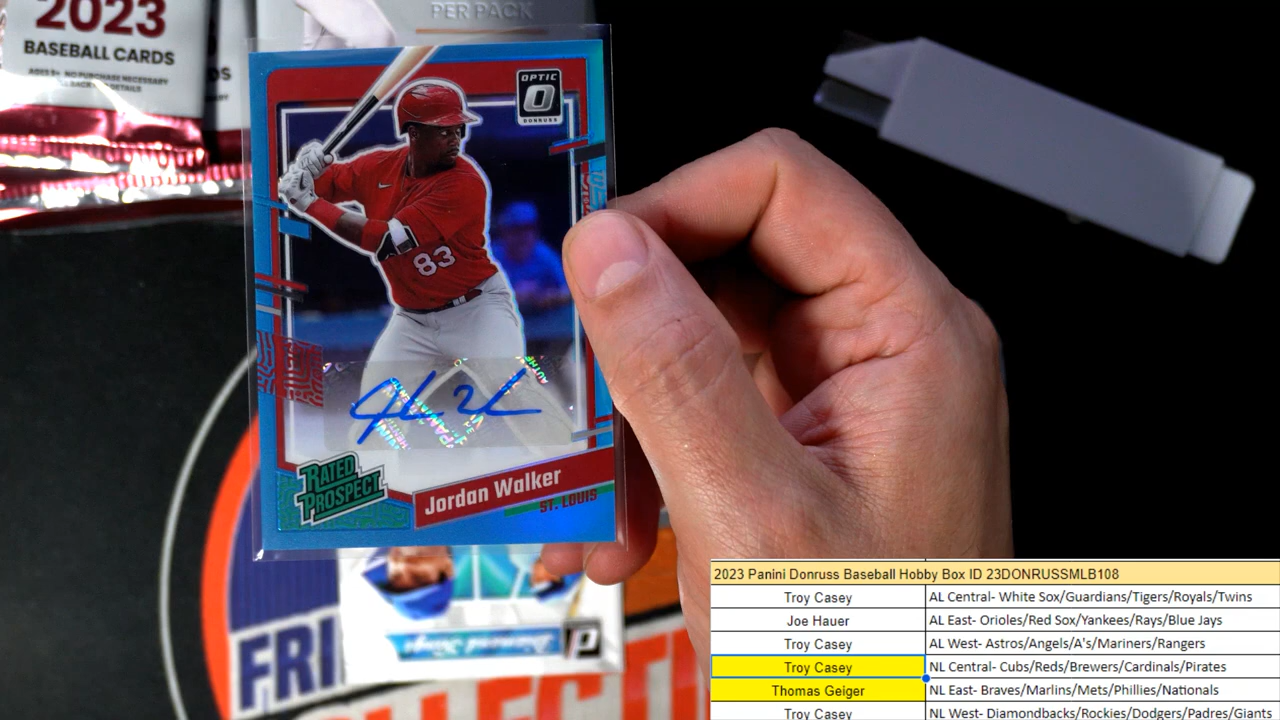 2023
BASEBALL CARDS
PER PACK
DS
OPTIC
O
DONRUSS
83
RATED
PROSPECT
Jordan Walker
ST. LOUIS
FRI
2023 Panini Donruss Baseball Hobby Box ID 23DONRUSSMLB108
Troy Casey AL Central- White Sox/Guardians/Tigers/Royals/Twins
Joe Hauer AL East- Orioles/Red Sox/Yankees/Rays/Blue Jays
Troy Casey AL West- Astros/Angels/A's/Mariners/Rangers
Troy Casey NL Central- Cubs/Reds/Brewers/Cardinals/Pirates
Thomas Geiger NL East- Braves/Marlins/Mets/Phillies/Nationals
Troy Casey NL West- Diamondbacks/Rockies/Dodgers/Padres/Giants